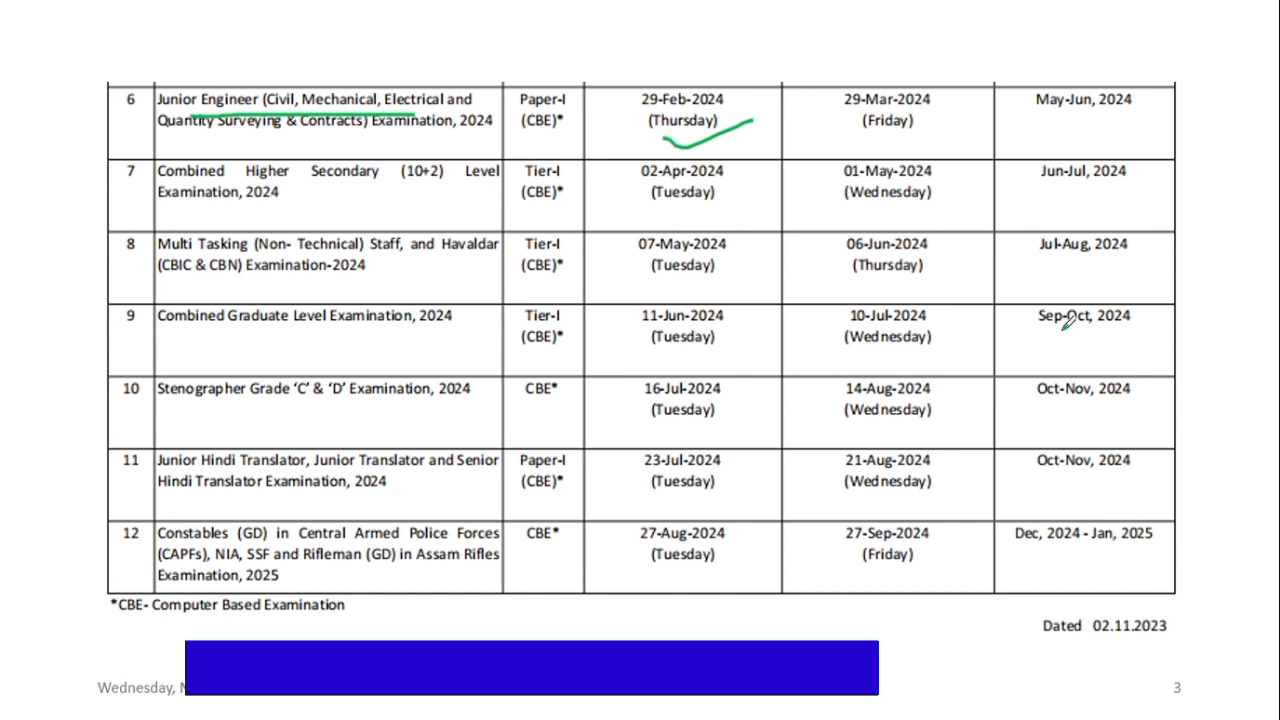 6 Junior Engineer (Civil, Mechanical, Electrical and Paper-I 29-Feb-2024 29-Mar-2024 May-Jun, 2024
Quantity Surveying & Contracts) Examination, 2024 (CBE)* (Thursday) (Friday)
7 Combined Higher Secondary (10+2) Level Tier-I 02-Apr-2024 01-May-2024 Jun-Jul, 2024
Examination, 2024 (CBE)* (Tuesday) (Wednesday)
8 Multi Tasking (Non- Technical) Staff, and Havaldar Tier-I 07-May-2024 06-Jun-2024 Jul-Aug, 2024
(CBIC & CBN) Examination-2024 (CBE)* (Tuesday) (Thursday)
9 Combined Graduate Level Examination, 2024 Tier-I 11-Jun-2024 10-Jul-2024 Sep-Oct, 2024
(CBE)* (Tuesday) (Wednesday)
10 Stenographer Grade ‘C’ & ‘D’ Examination, 2024 CBE* 16-Jul-2024 14-Aug-2024 Oct-Nov, 2024
(Tuesday) (Wednesday)
11 Junior Hindi Translator, Junior Translator and Senior Paper-I 23-Jul-2024 21-Aug-2024 Oct-Nov, 2024
Hindi Translator Examination, 2024 (CBE)* (Tuesday) (Wednesday)
12 Constables (GD) in Central Armed Police Forces CBE* 27-Aug-2024 27-Sep-2024 Dec, 2024 - Jan, 2025
(CAPFs), NIA, SSF and Rifleman (GD) in Assam Rifles (Tuesday) (Friday)
Examination, 2025
*CBE- Computer Based Examination
Dated 02.11.2023
Wednesday, 3